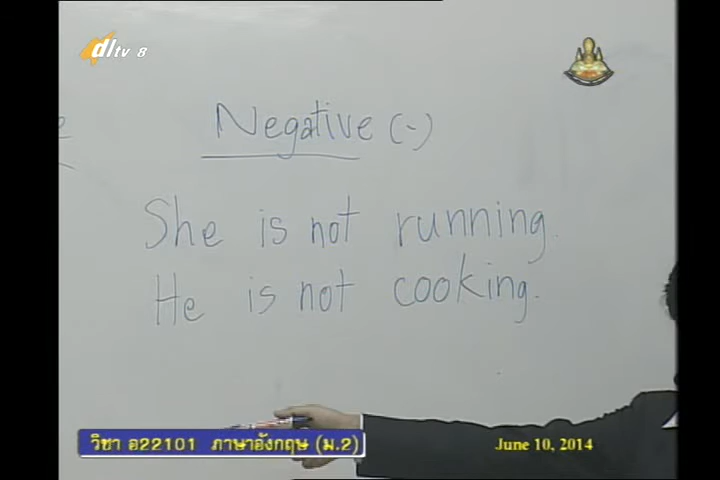 dltv 8
Negative (-)
She is not running.
He is not cooking.
วิชา อ22101 ภาษาอังกฤษ (ม.2)
June 10, 2014